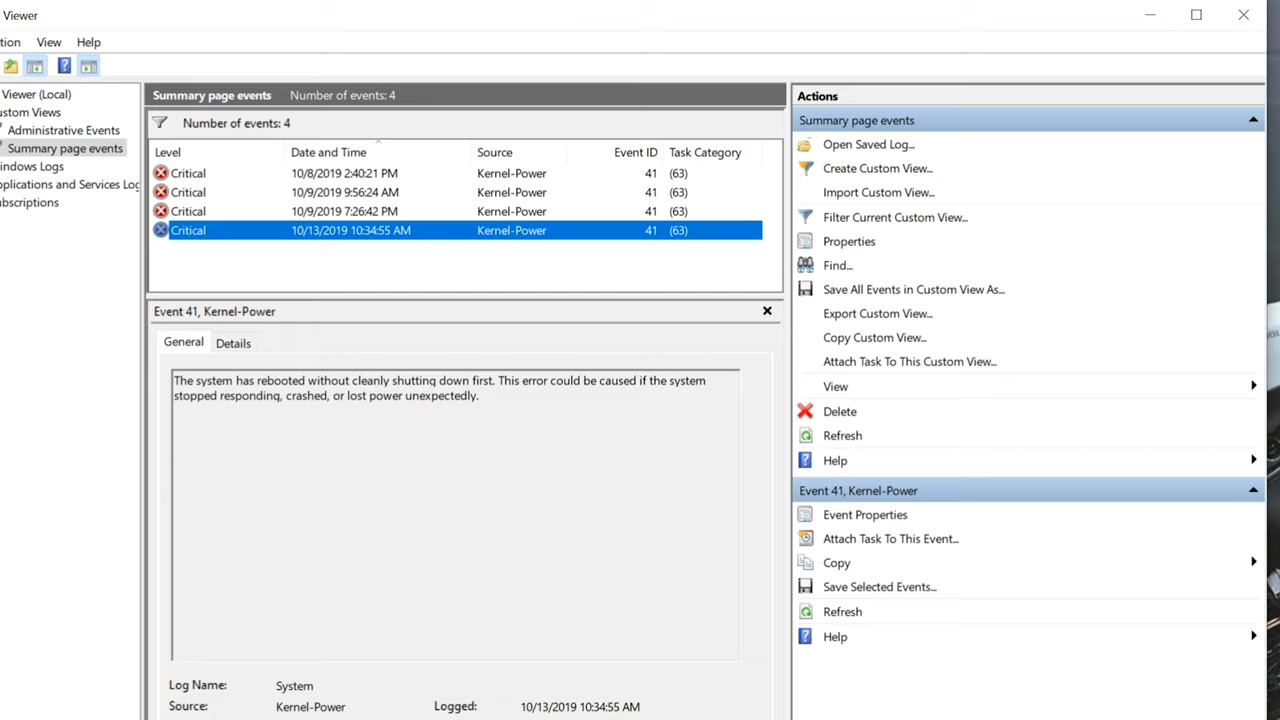 Viewer
tion View Help
Viewer (Local)
ustom Views
Administrative Events
Summary page events
indows Logs
pplications and Services Log
ubscriptions
Summary page events Number of events: 4
Number of events: 4
Level Date and Time Source Event ID Task Category
Critical 10/8/2019 2:40:21 PM Kernel-Power 41 (63)
Critical 10/9/2019 9:56:24 AM Kernel-Power 41 (63)
Critical 10/9/2019 7:26:42 PM Kernel-Power 41 (63)
Critical 10/13/2019 10:34:55 AM Kernel-Power 41 (63)
Event 41, Kernel-Power
General Details
The system has rebooted without cleanly shutting down first. This error could be caused if the system
stopped responding, crashed, or lost power unexpectedly.
Log Name: System
Source: Kernel-Power Logged: 10/13/2019 10:34:55 AM
Actions
Summary page events
Open Saved Log...
Create Custom View...
Import Custom View...
Filter Current Custom View...
Properties
Find...
Save All Events in Custom View As...
Export Custom View...
Copy Custom View...
Attach Task To This Custom View...
View
Delete
Refresh
Help
Event 41, Kernel-Power
Event Properties
Attach Task To This Event...
Copy
Save Selected Events...
Refresh
Help